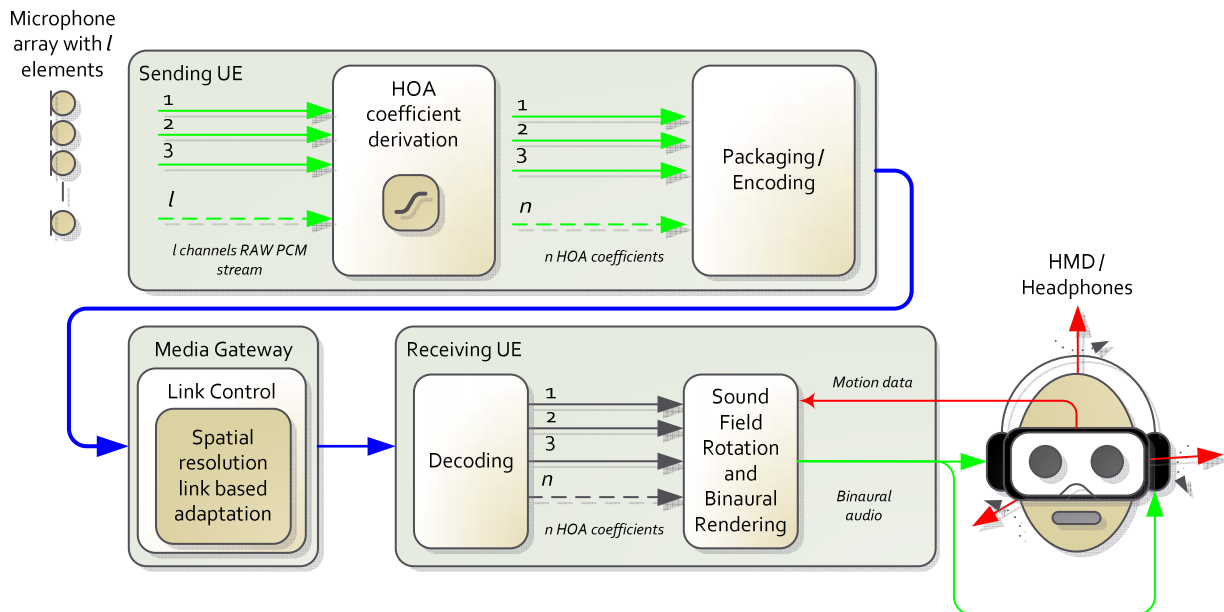 Microphone
array with l
elements
Sending UE
1
2
3
l
l channels RAW PCM
stream
HOA
coefficient
derivation
1
2
3
n
n HOA coefficients
Packaging /
Encoding
HMD /
Headphones
Media Gateway
Link Control
Spatial
resolution
link based
adaptation
Receiving UE
Decoding
1
2
3
n
n HOA coefficients
Sound
Field
Rotation
and
Binaural
Rendering
Motion data
Binaural
audio